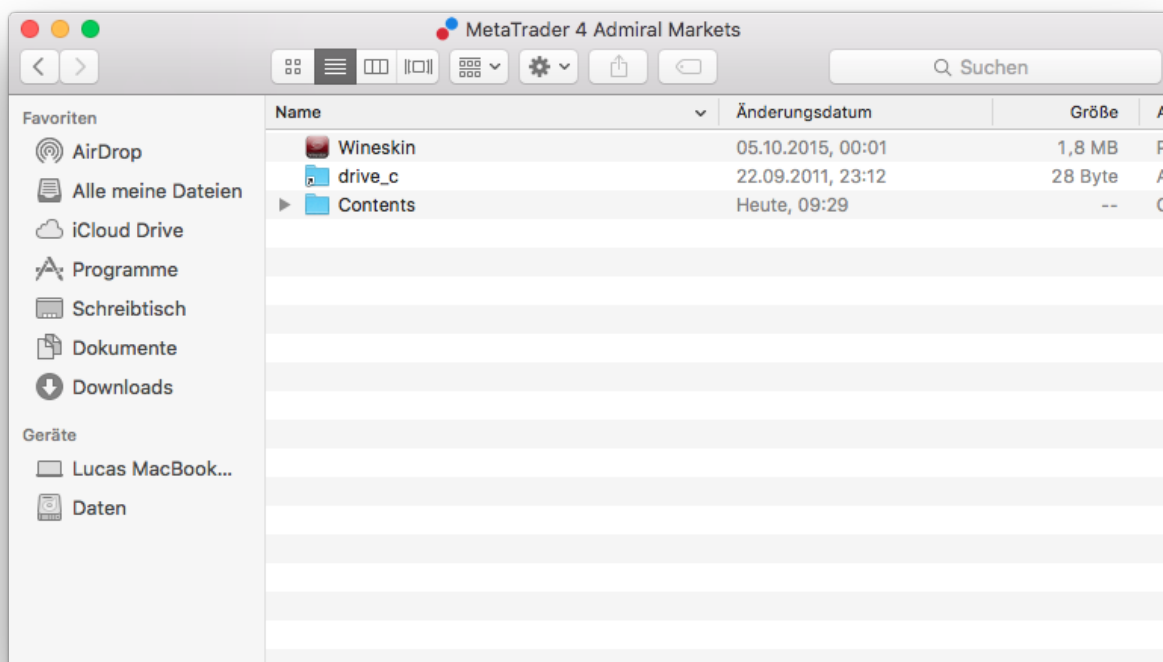 MetaTrader 4 Admiral Markets
Suchen
Favoriten
AirDrop
Alle meine Dateien
iCloud Drive
Programme
Schreibtisch
Dokumente
Downloads
Geräte
Lucas MacBook...
Daten
Name Änderungsdatum Größe
Wineskin 05.10.2015, 00:01 1,8 MB
drive_c 22.09.2011, 23:12 28 Byte
Contents Heute, 09:29 --